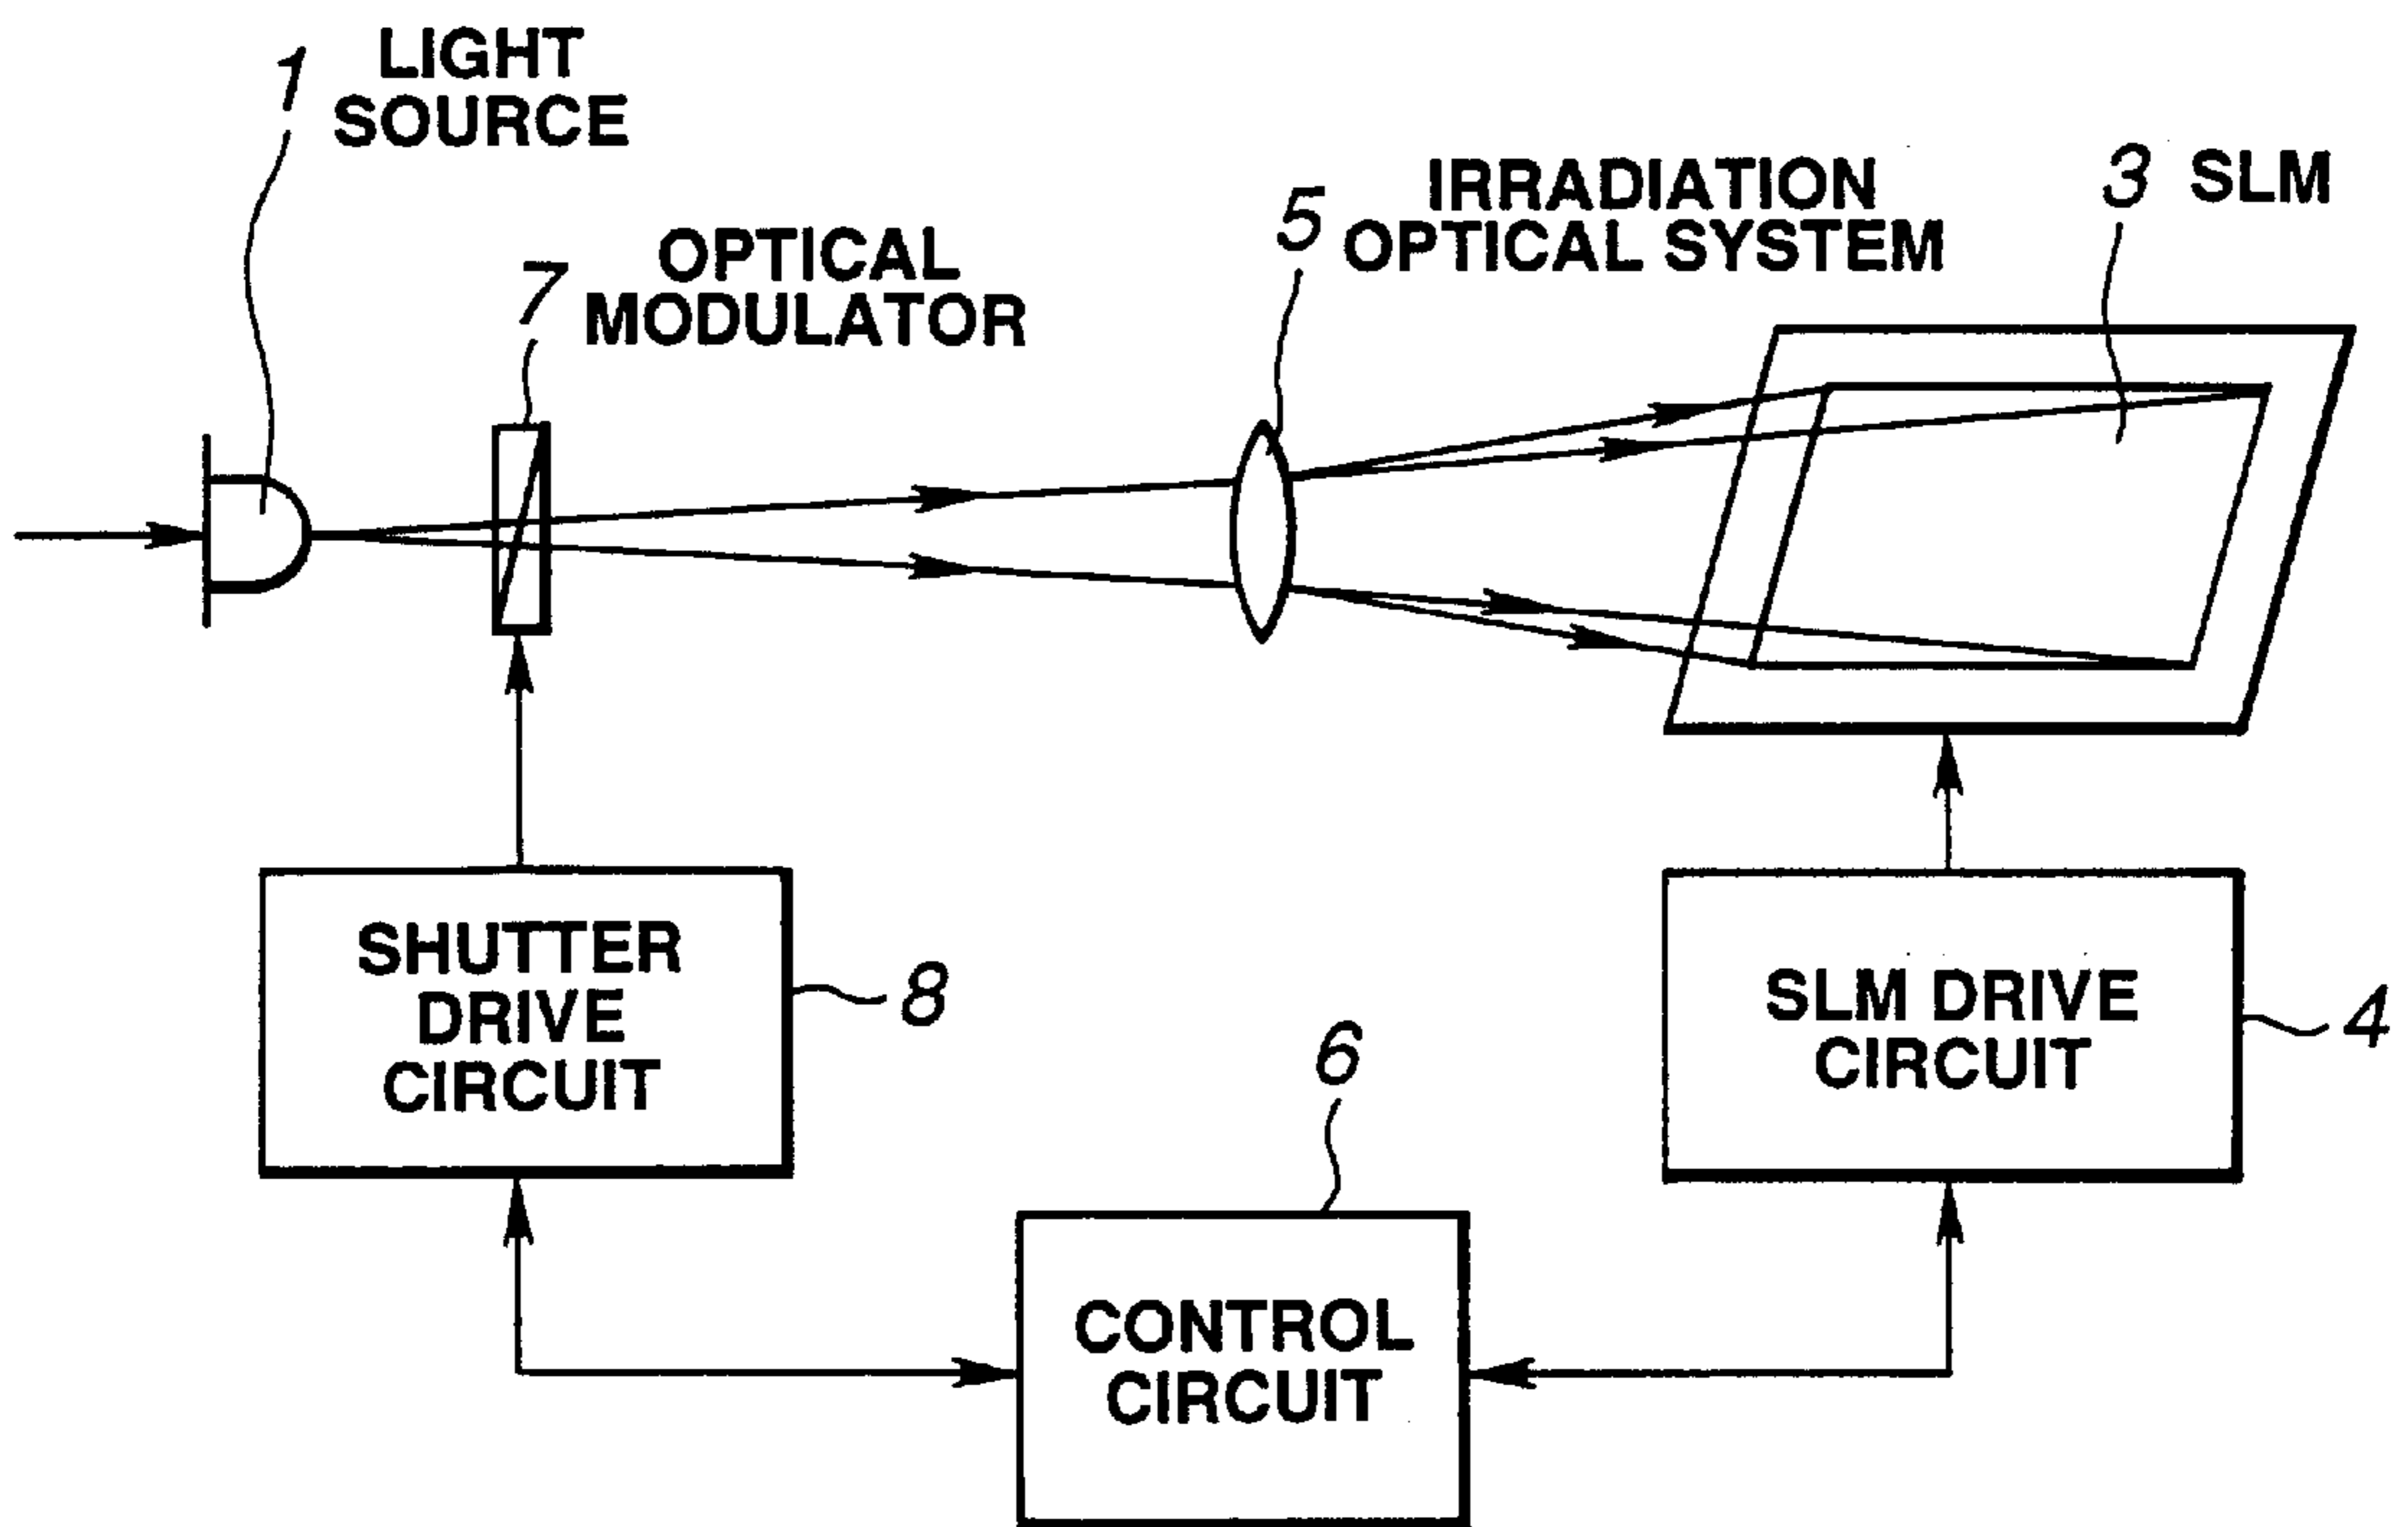 1 LIGHT
SOURCE
7 OPTICAL
MODULATOR
5 IRRADIATION
OPTICAL SYSTEM
3 SLM
SHUTTER
DRIVE
CIRCUIT
8
SLM DRIVE
CIRCUIT
4
6
CONTROL
CIRCUIT